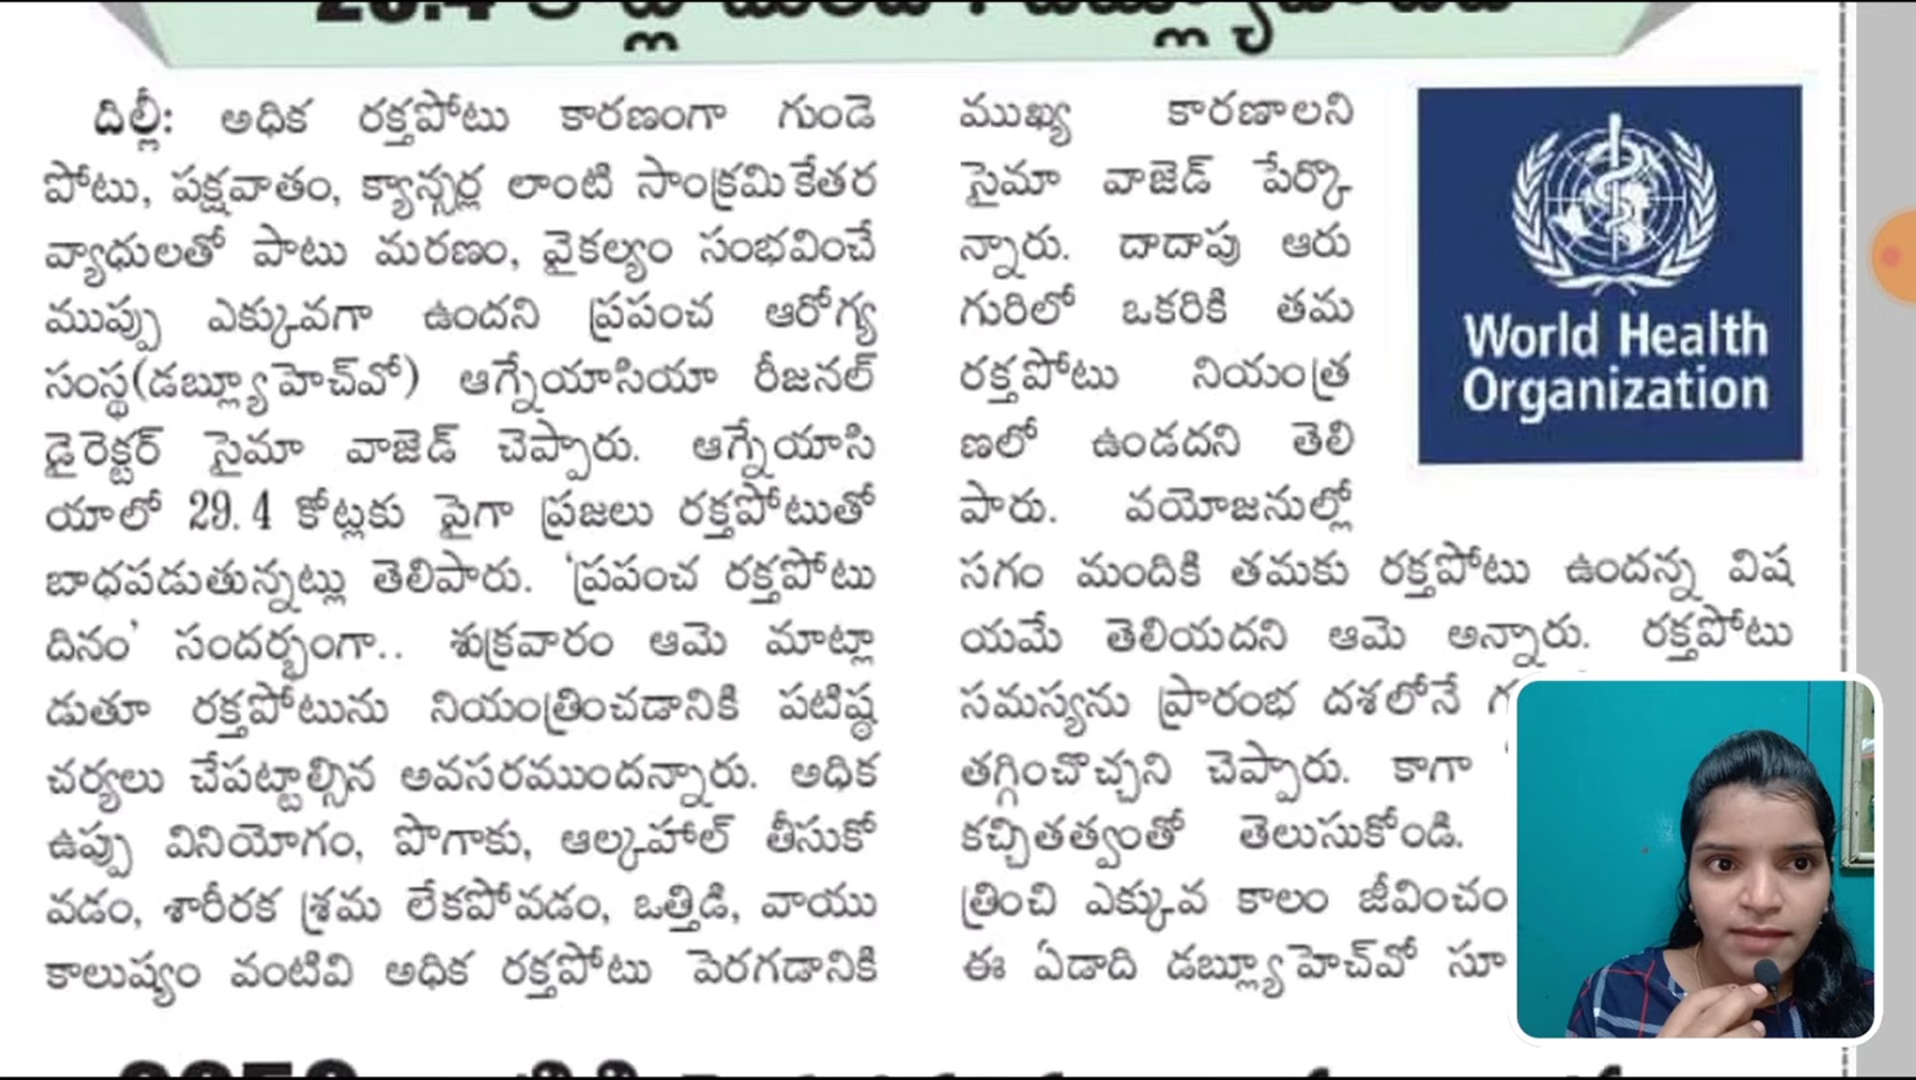 దిల్లీ: అధిక రక్తపోటు కారణంగా గుండె
పోటు, పక్షవాతం, క్యాన్సర్ల లాంటి సాంక్రమికేతర
వ్యాధులతో పాటు మరణం, వైకల్యం సంభవించే
ముప్పు ఎక్కువగా ఉందని ప్రపంచ ఆరోగ్య
సంస్థ(డబ్ల్యూహెచ్‌వో) ఆగ్నేయాసియా రీజనల్
డైరెక్టర్ సైమా వాజెడ్ చెప్పారు. ఆగ్నేయాసి
యాలో 29.4 కోట్లకు పైగా ప్రజలు రక్తపోటుతో
బాధపడుతున్నట్లు తెలిపారు. ‘ప్రపంచ రక్తపోటు
దినం’ సందర్భంగా.. శుక్రవారం ఆమె మాట్లా
డుతూ రక్తపోటును నియంత్రించడానికి పటిష్ఠ
చర్యలు చేపట్టాల్సిన అవసరముందన్నారు. అధిక
ఉప్పు వినియోగం, పొగాకు, ఆల్కహాల్ తీసుకో
వడం, శారీరక శ్రమ లేకపోవడం, ఒత్తిడి, వాయు
కాలుష్యం వంటివి అధిక రక్తపోటు పెరగడానికి
ముఖ్య కారణాలని
సైమా వాజెడ్ పేర్కొ
న్నారు. దాదాపు ఆరు
గురిలో ఒకరికి తమ
రక్తపోటు నియంత్ర
ణలో ఉండదని తెలి
పారు. వయోజనుల్లో
సగం మందికి తమకు రక్తపోటు ఉందన్న విష
యమే తెలియదని ఆమె అన్నారు. రక్తపోటు
సమస్యను ప్రారంభ దశలోనే
తగ్గించొచ్చని చెప్పారు. కాగా
కచ్చితత్వంతో తెలుసుకోండి.
త్రించి ఎక్కువ కాలం జీవించం
ఈ ఏడాది డబ్ల్యూహెచ్‌వో సూ
World Health
Organization